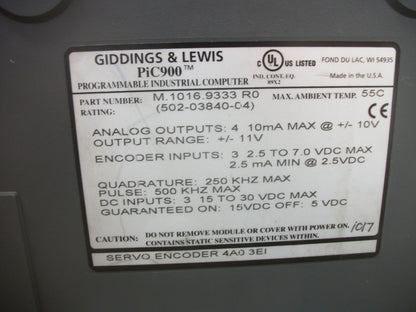 GIDDINGS & LEWIS
PiC900™
PROGRAMMABLE INDUSTRIAL COMPUTER
C UL US LISTED
IND. CONT. EQ.
89X2
FOND DU LAC, WI 54935
Made in the U.S.A.
PART NUMBER: M.1016.9333 R0 MAX. AMBIENT TEMP. 55C
RATING: (502-03840-04)
ANALOG OUTPUTS: 4 10mA MAX @ +/- 10V
OUTPUT RANGE: +/- 11V
ENCODER INPUTS: 3 2.5 TO 7.0 VDC MAX
2.5 mA MIN @ 2.5VDC
QUADRATURE: 250 KHZ MAX
PULSE: 500 KHZ MAX
DC INPUTS: 3 15 TO 30 VDC MAX
GUARANTEED ON: 15VDC OFF: 5 VDC
CAUTION: DO NOT REMOVE MODULE OR COVER WITH POWER ON.
CONTAINS STATIC SENSITIVE DEVICES WITHIN.
1017
SERVO ENCODER 4A0 3EI